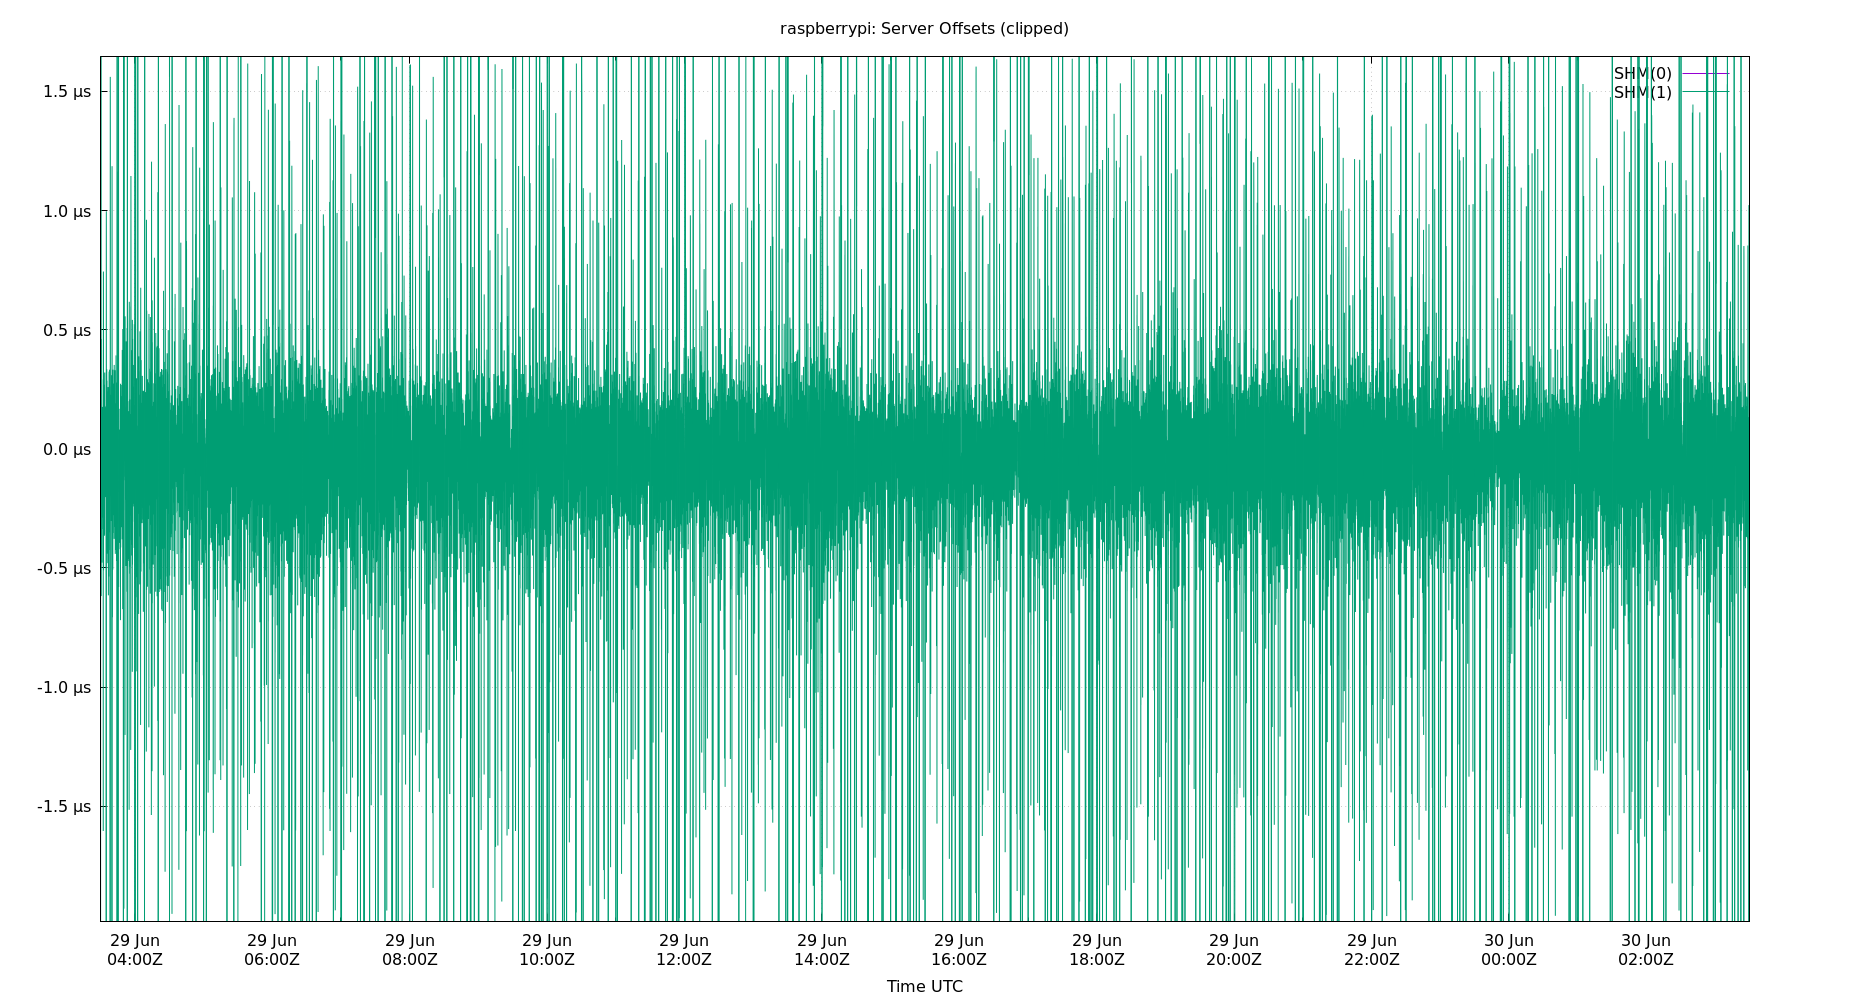 raspberrypi: Server Offsets (clipped)
SHM(0)
SHM(1)
1.5 µs
1.0 µs
0.5 µs
0.0 µs
-0.5 µs
-1.0 µs
-1.5 µs
29 Jun 29 Jun 29 Jun 29 Jun 29 Jun 29 Jun 29 Jun 29 Jun 29 Jun 29 Jun 30 Jun 30 Jun
04:00Z 06:00Z 08:00Z 10:00Z 12:00Z 14:00Z 16:00Z 18:00Z 20:00Z 22:00Z 00:00Z 02:00Z
Time UTC